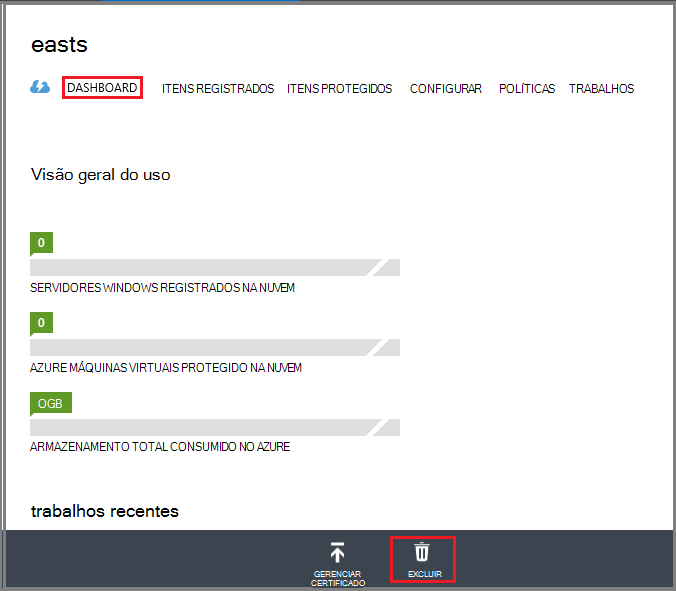 easts
DASHBOARD ITENS REGISTRADOS ITENS PROTEGIDOS CONFIGURAR POLÍTICAS TRABALHOS
Visão geral do uso
0
SERVIDORES WINDOWS REGISTRADOS NA NUVEM
0
AZURE MÁQUINAS VIRTUAIS PROTEGIDO NA NUVEM
OGB
ARMAZENAMENTO TOTAL CONSUMIDO NO AZURE
trabalhos recentes
GERENCIAR
CERTIFICADO
EXCLUIR